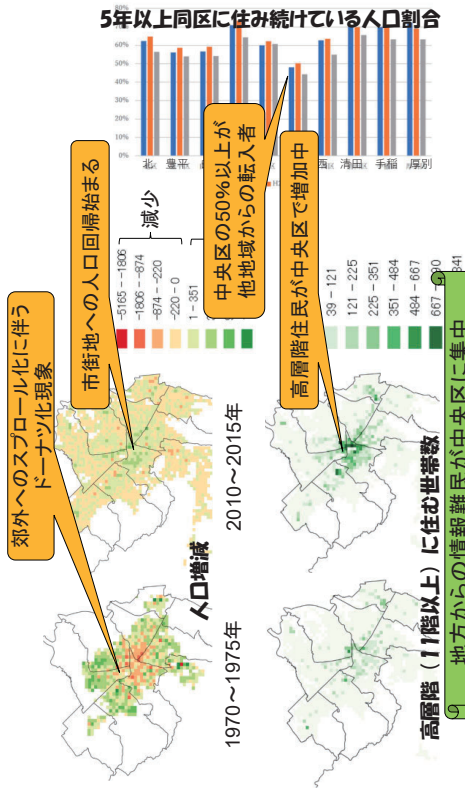 郊外へのスプロール化に伴う
ドーナツ化現象
市街地への人口回帰始まる
中央区の50%以上が
他地域からの転入者
高層階住民が中央区で増加中
人口増減
1970~1975年
2010~2015年
-5165 - -1806
-1806 - -874
-874 - -220
-220 - 0
1 - 351
減少
高層階（11階以上）に住む世帯数
39 - 121
121 - 225
225 - 351
351 - 484
484 - 667
地方からの情報難民が中央区に集中
5年以上同区に住み続けている人口割合
80%
70%
60%
50%
40%
30%
20%
10%
0%
北
豊平
西
清田
手稲
厚別